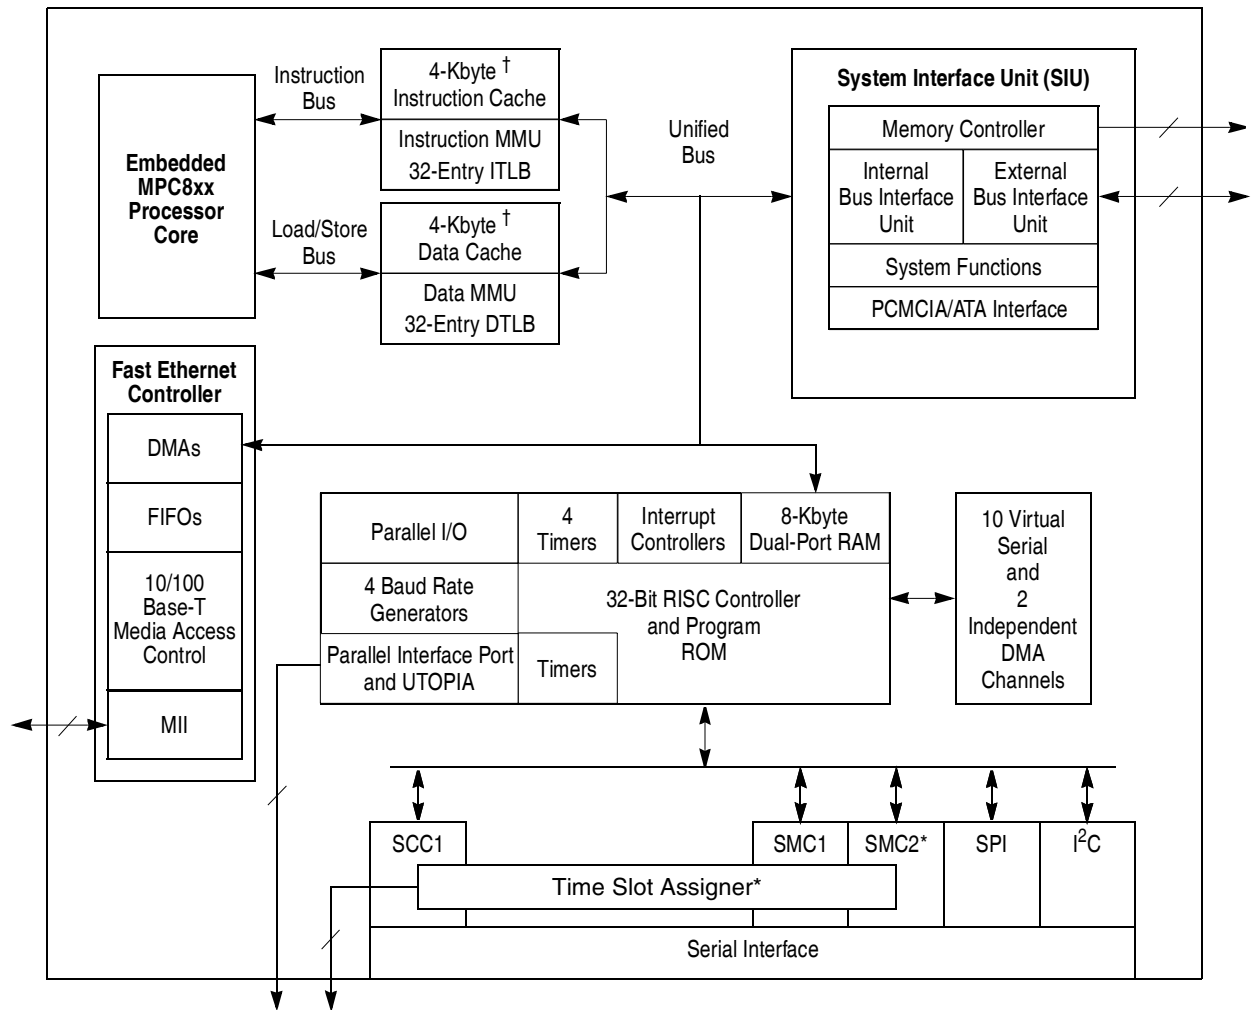 Embedded
MPC8xx
Processor
Core
Instruction
Bus
Load/Store
Bus
4-Kbyte †
Instruction Cache
Instruction MMU
32-Entry ITLB
4-Kbyte †
Data Cache
Data MMU
32-Entry DTLB
Unified
Bus
System Interface Unit (SIU)
Memory Controller
Internal
Bus Interface
Unit
External
Bus Interface
Unit
System Functions
PCMCIA/ATA Interface
Fast Ethernet
Controller
DMAs
FIFOs
10/100
Base-T
Media Access
Control
MII
Parallel I/O
4
Timers
Interrupt
Controllers
8-Kbyte
Dual-Port RAM
4 Baud Rate
Generators
32-Bit RISC Controller
and Program
ROM
Parallel Interface Port
and UTOPIA
Timers
10 Virtual
Serial
and
2
Independent
DMA
Channels
SCC1
SMC1
SMC2*
SPI
I²C
Time Slot Assigner*
Serial Interface